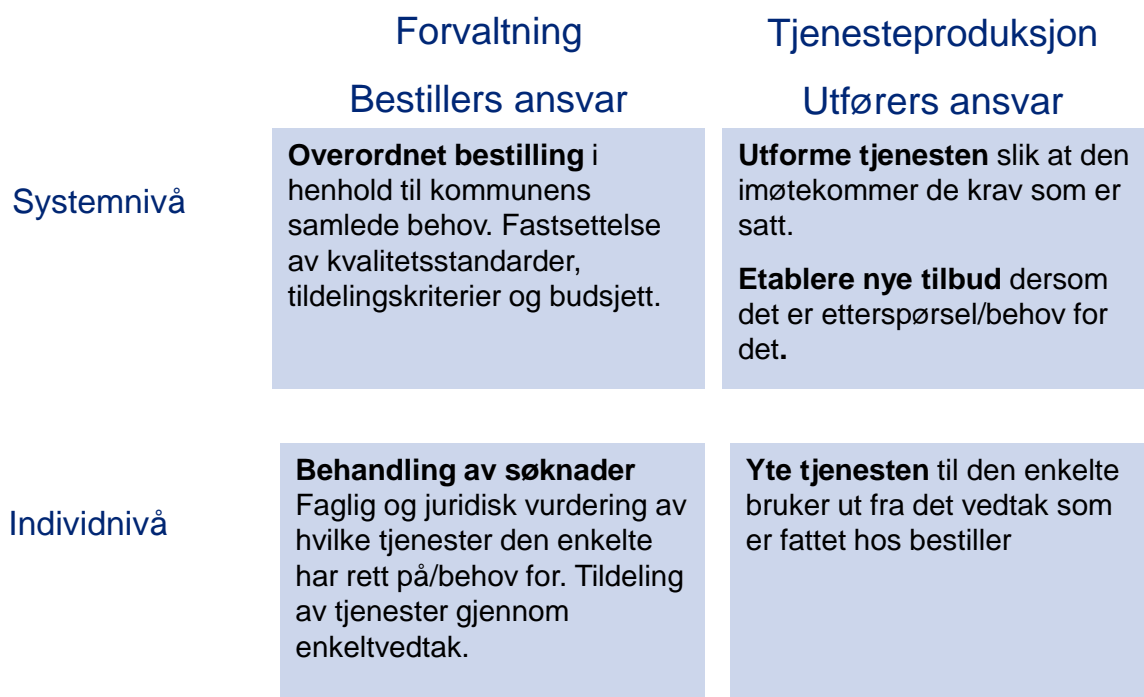 Forvaltning
Tjenesteproduksjon
Bestillers ansvar
Utførers ansvar
Systemnivå
Overordnet bestilling i
henhold til kommunens
samlede behov. Fastsettelse
av kvalitetsstandarder,
tildelingskriterier og budsjett.
Utforme tjenesten slik at den
imøtekommer de krav som er
satt.
Etablere nye tilbud dersom
det er etterspørsel/behov for
det.
Individnivå
Behandling av søknader
Faglig og juridisk vurdering av
hvilke tjenester den enkelte
har rett på/behov for. Tildeling
av tjenester gjennom
enkeltvedtak.
Yte tjenesten til den enkelte
bruker ut fra det vedtak som
er fattet hos bestiller